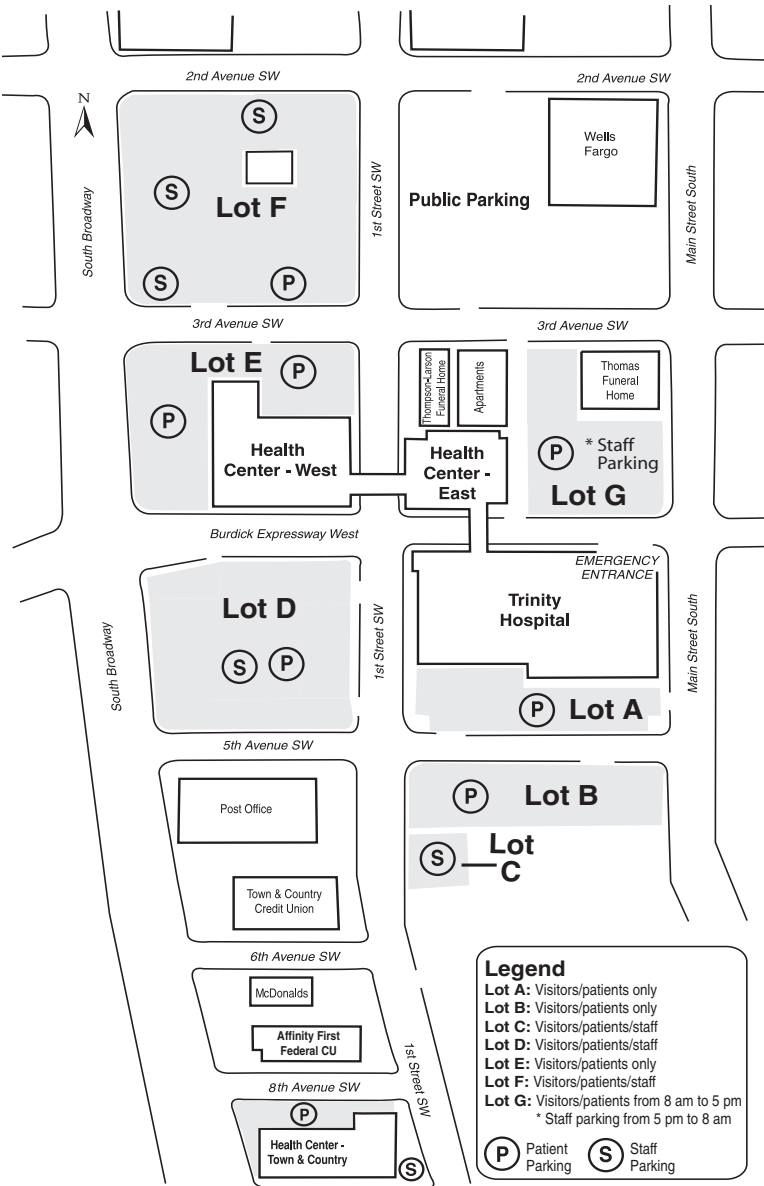 2nd Avenue SW
2nd Avenue SW
N
S
Wells
Fargo
S
Lot F
Public Parking
South Broadway
1st Street SW
Main Street South
S
P
3rd Avenue SW
3rd Avenue SW
Lot E
P
Thompson-Larson
Funeral Home
Apartments
Thomas
Funeral
Home
P
Health
Center - West
Health
Center -
East
P
* Staff
Parking
Lot G
Burdick Expressway West
EMERGENCY
ENTRANCE
Lot D
Trinity
Hospital
S
P
South Broadway
1st Street SW
Main Street South
P
Lot A
5th Avenue SW
Post Office
P
Lot B
S
Lot
C
Town & Country
Credit Union
6th Avenue SW
McDonalds
Affinity First
Federal CU
1st Street SW
8th Avenue SW
P
Health Center -
Town & Country
S
Legend
Lot A: Visitors/patients only
Lot B: Visitors/patients only
Lot C: Visitors/patients/staff
Lot D: Visitors/patients/staff
Lot E: Visitors/patients only
Lot F: Visitors/patients/staff
Lot G: Visitors/patients from 8 am to 5 pm
* Staff parking from 5 pm to 8 am
P Patient
Parking
S Staff
Parking